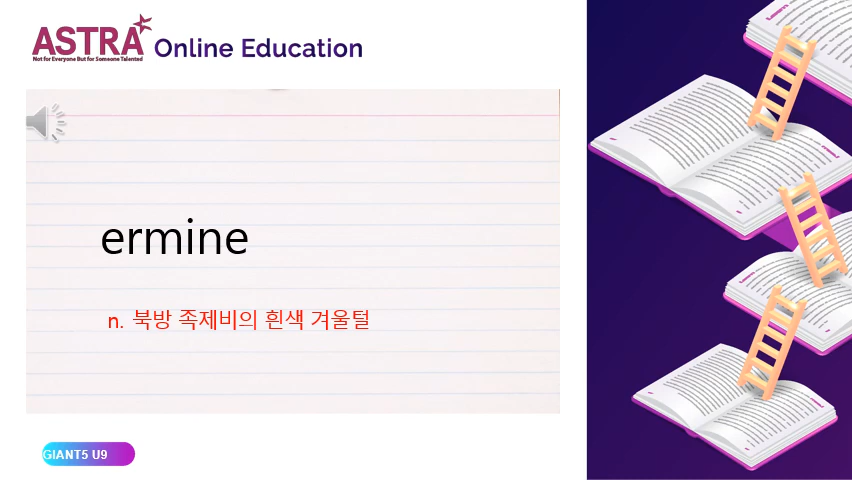 ASTRA Online Education
Not for Everyone But for Someone Talented
ermine
n. 북방 족제비의 흰색 겨울털
GIANT5 U9